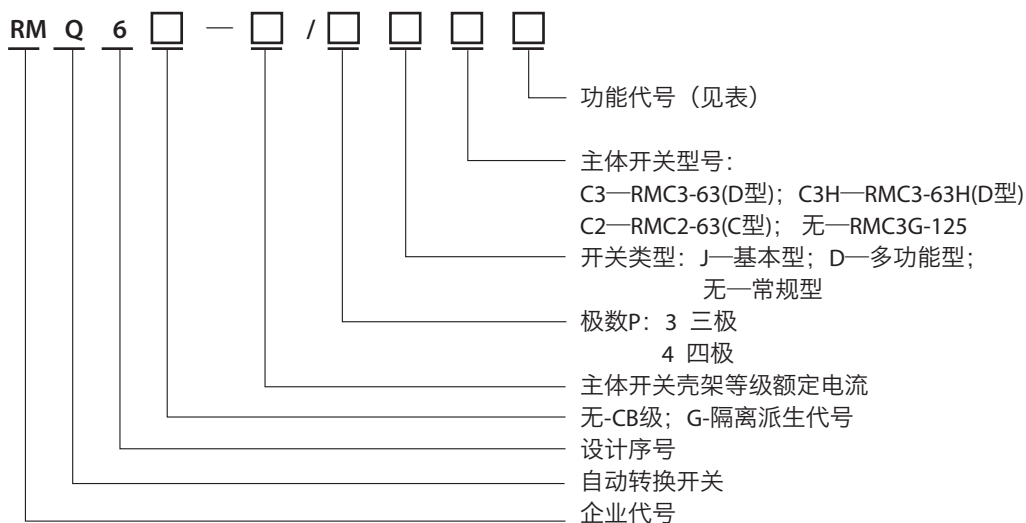 RM Q 6 □ — □ / □ □ □ □
功能代号（见表）
主体开关型号：
C3—RMC3-63(D型)；C3H—RMC3-63H(D型)
C2—RMC2-63(C型)； 无—RMC3G-125
开关类型：J—基本型；D—多功能型；
无—常规型
极数P：3 三极
4 四极
主体开关壳架等级额定电流
无-CB级；G-隔离派生代号
设计序号
自动转换开关
企业代号